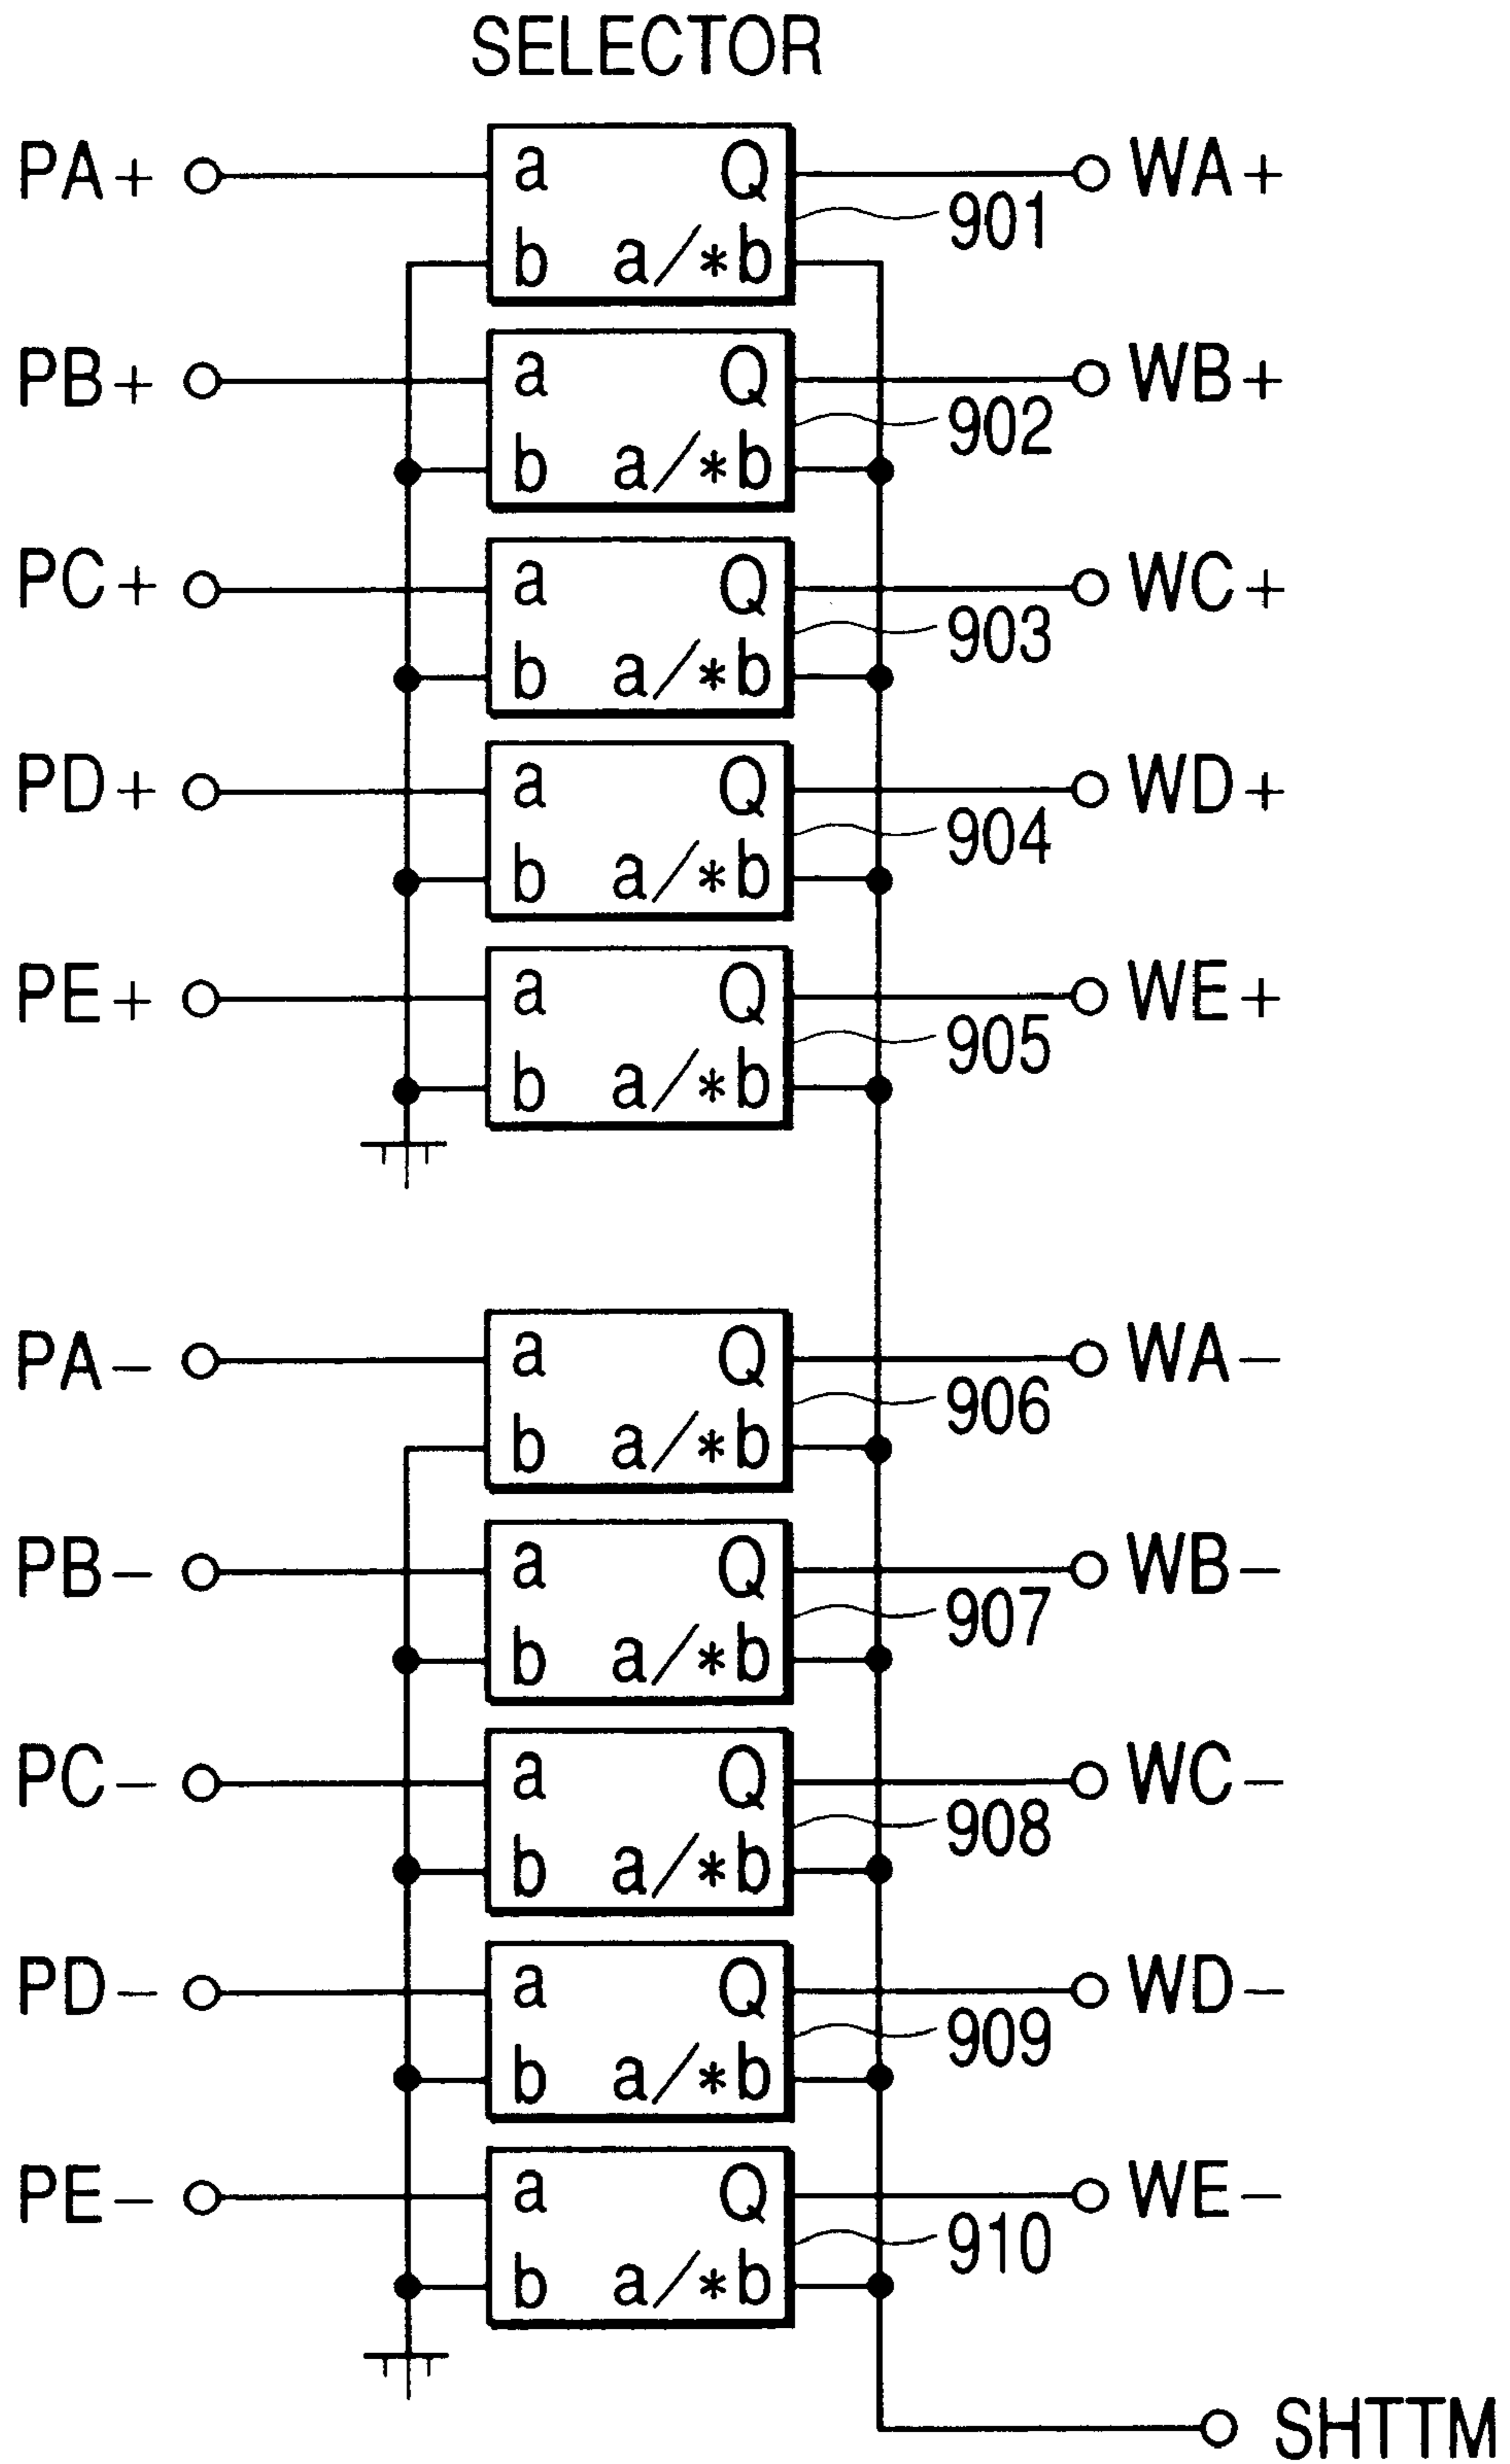 SELECTOR
PA+ a Q WA+
901
b a/*b
PB+ a Q WB+
902
b a/*b
PC+ a Q WC+
903
b a/*b
PD+ a Q WD+
904
b a/*b
PE+ a Q WE+
905
b a/*b
PA- a Q WA-
906
b a/*b
PB- a Q WB-
907
b a/*b
PC- a Q WC-
908
b a/*b
PD- a Q WD-
909
b a/*b
PE- a Q WE-
910
b a/*b
SHTTM